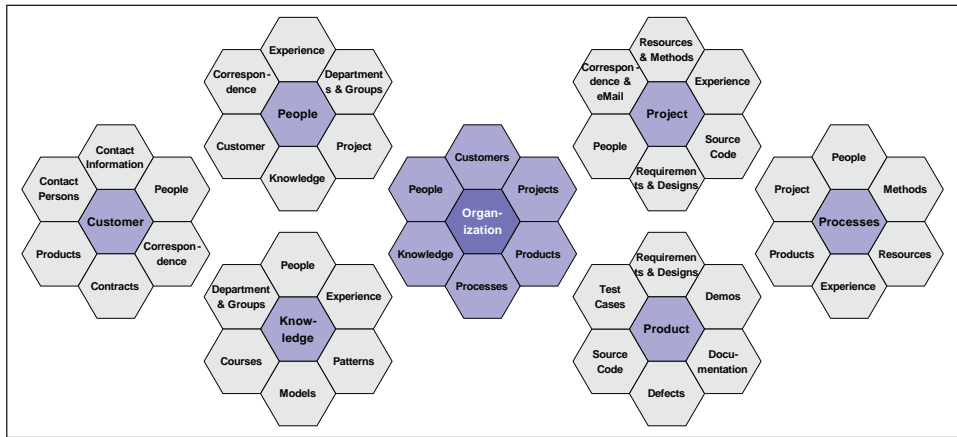 Experience
Department
s & Groups
Project
Knowledge
Customer
Correspon-
dence
People
Contact
Information
People
Correspon-
dence
Contracts
Products
Contact
Persons
Customer
People
Experience
Patterns
Models
Courses
Department
& Groups
Know-
ledge
Customers
Projects
Products
Processes
Knowledge
People
Organ-
ization
Resources
& Methods
Experience
Source
Code
Requiremen
ts & Designs
People
Correspon-
dence &
eMail
Project
Requiremen
ts & Designs
Demos
Docu-
mentation
Defects
Source
Code
Test
Cases
Product
People
Methods
Resources
Experience
Products
Project
Processes